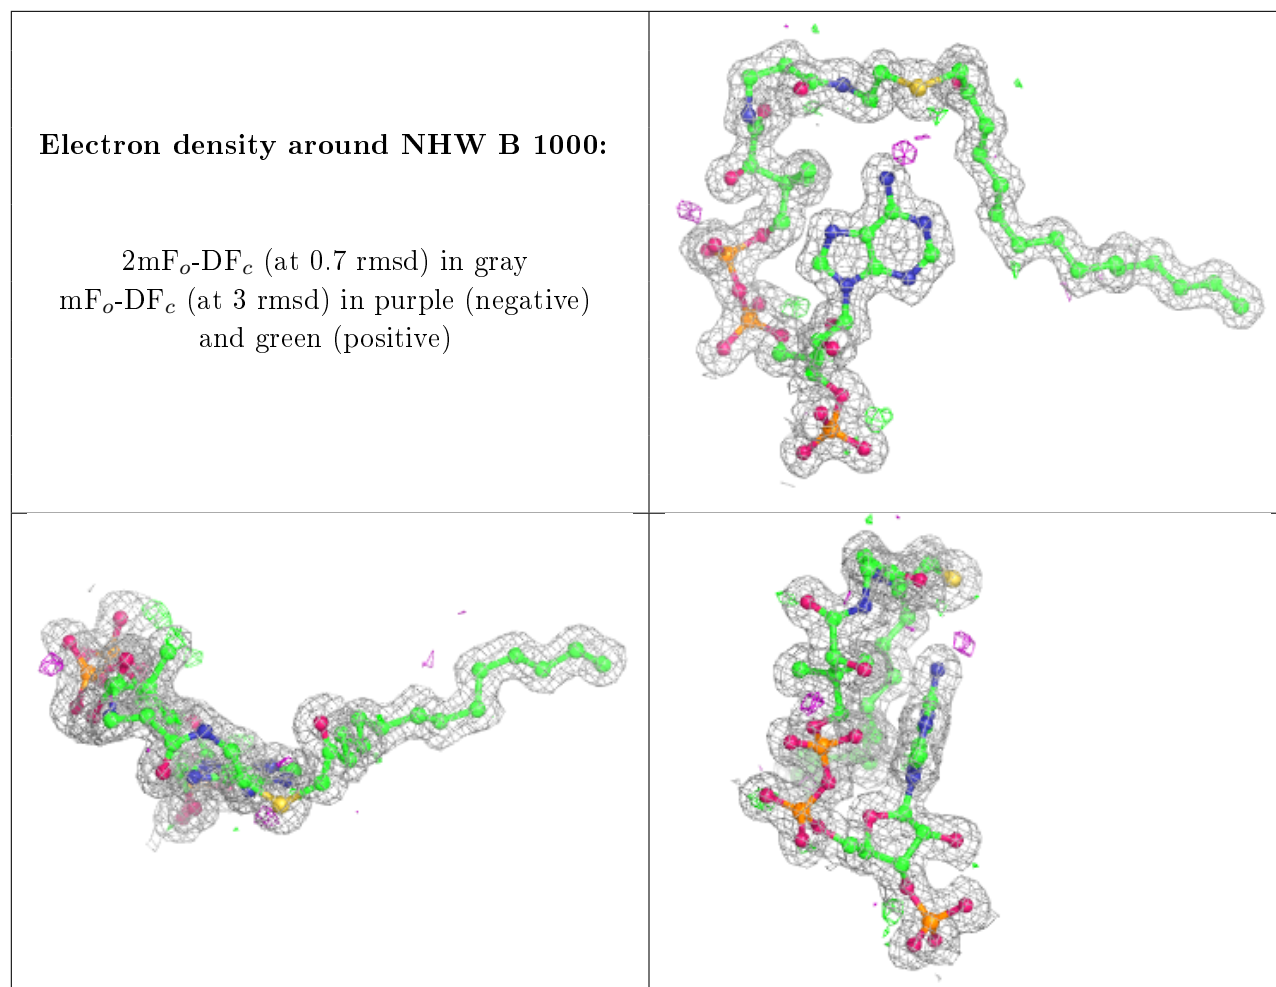 Electron density around NHW B 1000:
2mFo-DFc (at 0.7 rmsd) in gray
mFo-DFc (at 3 rmsd) in purple (negative)
and green (positive)